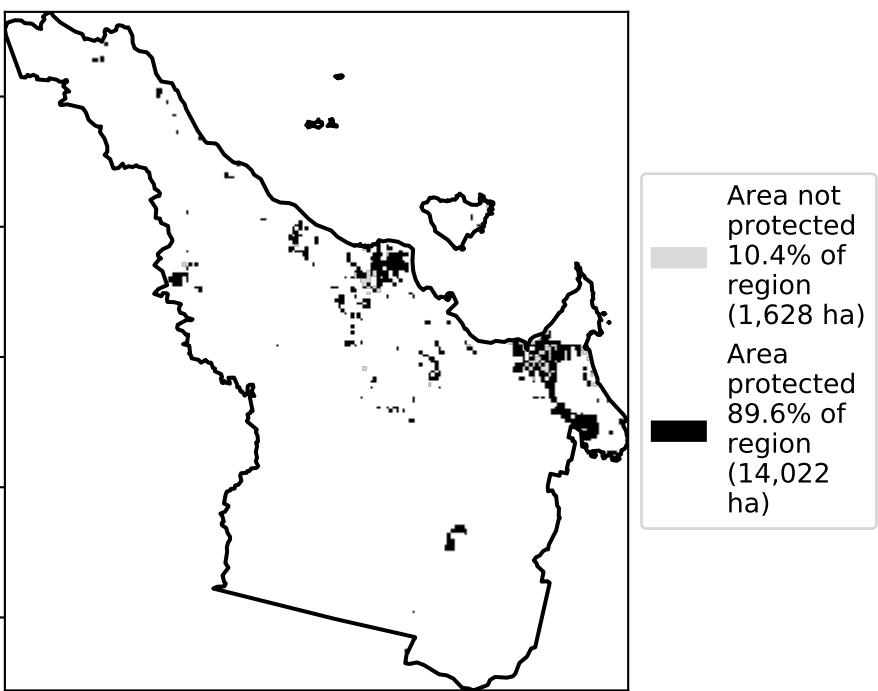 Area not
protected
10.4% of
region
(1,628 ha)
Area
protected
89.6% of
region
(14,022
ha)